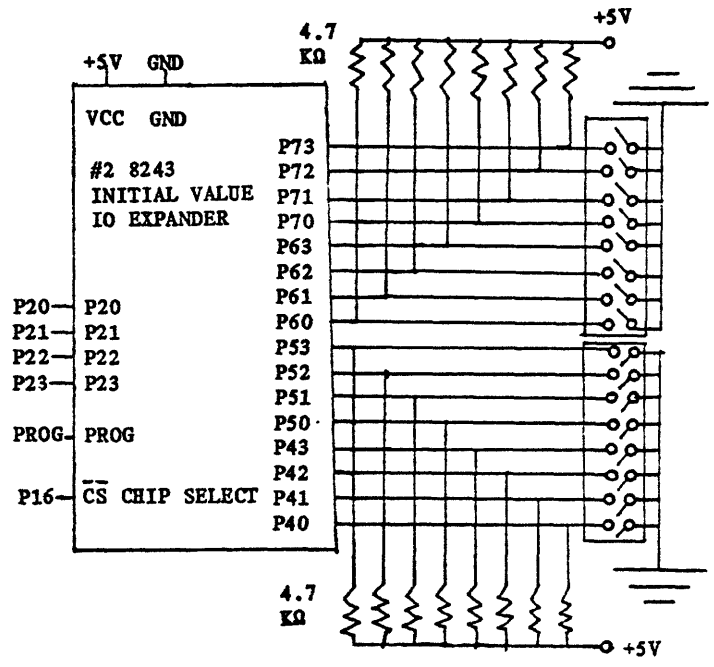 +5V
4.7
KΩ
+5V GND
VCC GND
#2 8243
INITIAL VALUE
IO EXPANDER
P73
P72
P71
P70
P63
P62
P61
P60
P53
P52
P51
P50
P43
P42
P41
P40
P20 P20
P21 P21
P22 P22
P23 P23
PROG PROG
P16 C̅S̅ CHIP SELECT
4.7
KΩ
+5V